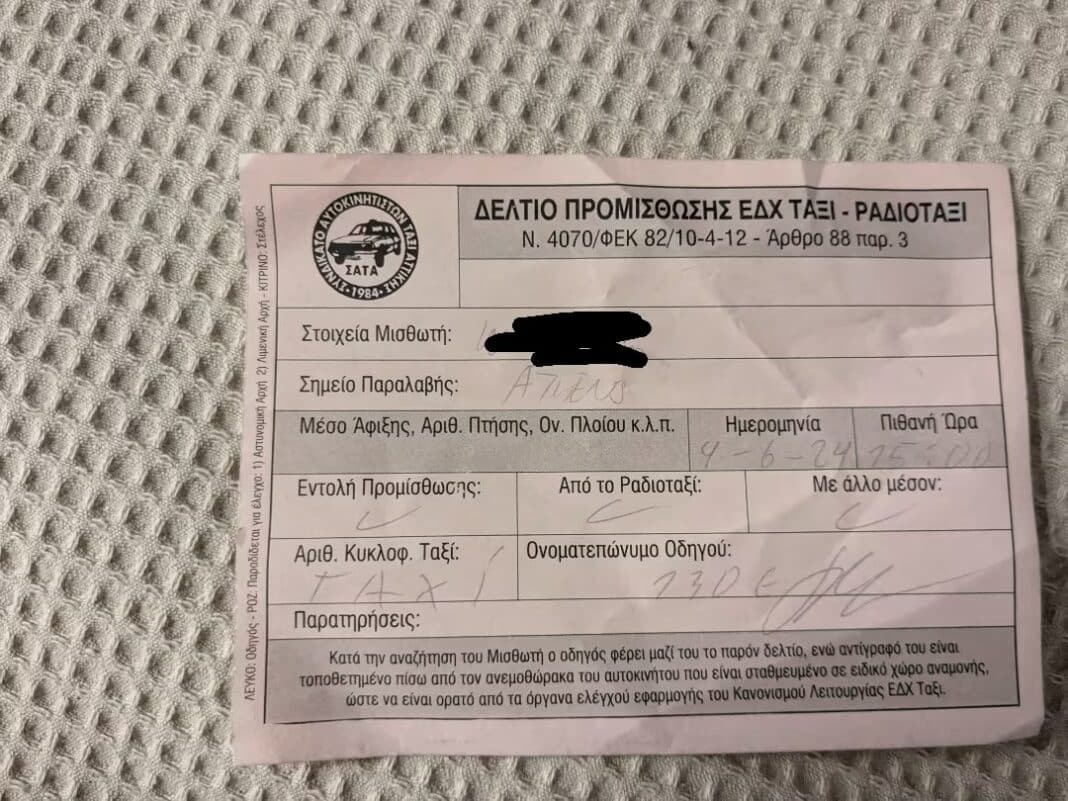 ΣΥΝΔΙΚΑΤΟ ΑΥΤΟΚΙΝΗΤΙΣΤΩΝ ΤΑΞΙ ΑΤΤΙΚΗΣ
ΣΑΤΑ
·1984·
ΔΕΛΤΙΟ ΠΡΟΜΙΣΘΩΣΗΣ ΕΔΧ ΤΑΞΙ - ΡΑΔΙΟΤΑΞΙ
Ν. 4070/ΦΕΚ 82/10-4-12 - Άρθρο 88 παρ. 3
Στοιχεία Μισθωτή:
Σημείο Παραλαβής:
Μέσο Άφιξης, Αριθ. Πτήσης, Ον. Πλοίου κ.λ.π. Ημερομηνία Πιθανή Ώρα
4-6-24 15:00
Εντολή Προμίσθωσης: Από το Ραδιοταξί: Με άλλο μέσον:
Αριθ. Κυκλοφ. Ταξί: Ονοματεπώνυμο Οδηγού:
TAXI 130 €
Παρατηρήσεις:
Κατά την αναζήτηση του Μισθωτή ο οδηγός φέρει μαζί του το παρόν δελτίο, ενώ αντίγραφό του είναι
τοποθετημένο πίσω από τον ανεμοθώρακα του αυτοκινήτου που είναι σταθμευμένο σε ειδικό χώρο αναμονής,
ώστε να είναι ορατό από τα όργανα ελέγχου εφαρμογής του Κανονισμού Λειτουργίας ΕΔΧ Ταξι.
ΛΕΥΚΟ: Οδηγός - ΡΟΖ: Παραδίδεται για έλεγχο: 1) Αστυνομική Αρχή 2) Λιμενική Αρχή - ΚΙΤΡΙΝΟ: Στέλεχος